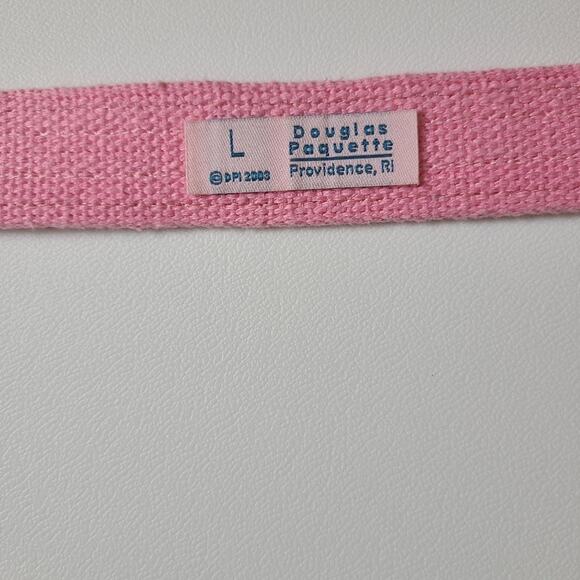 L
© DPI 2003
Douglas
Paquette
Providence, RI